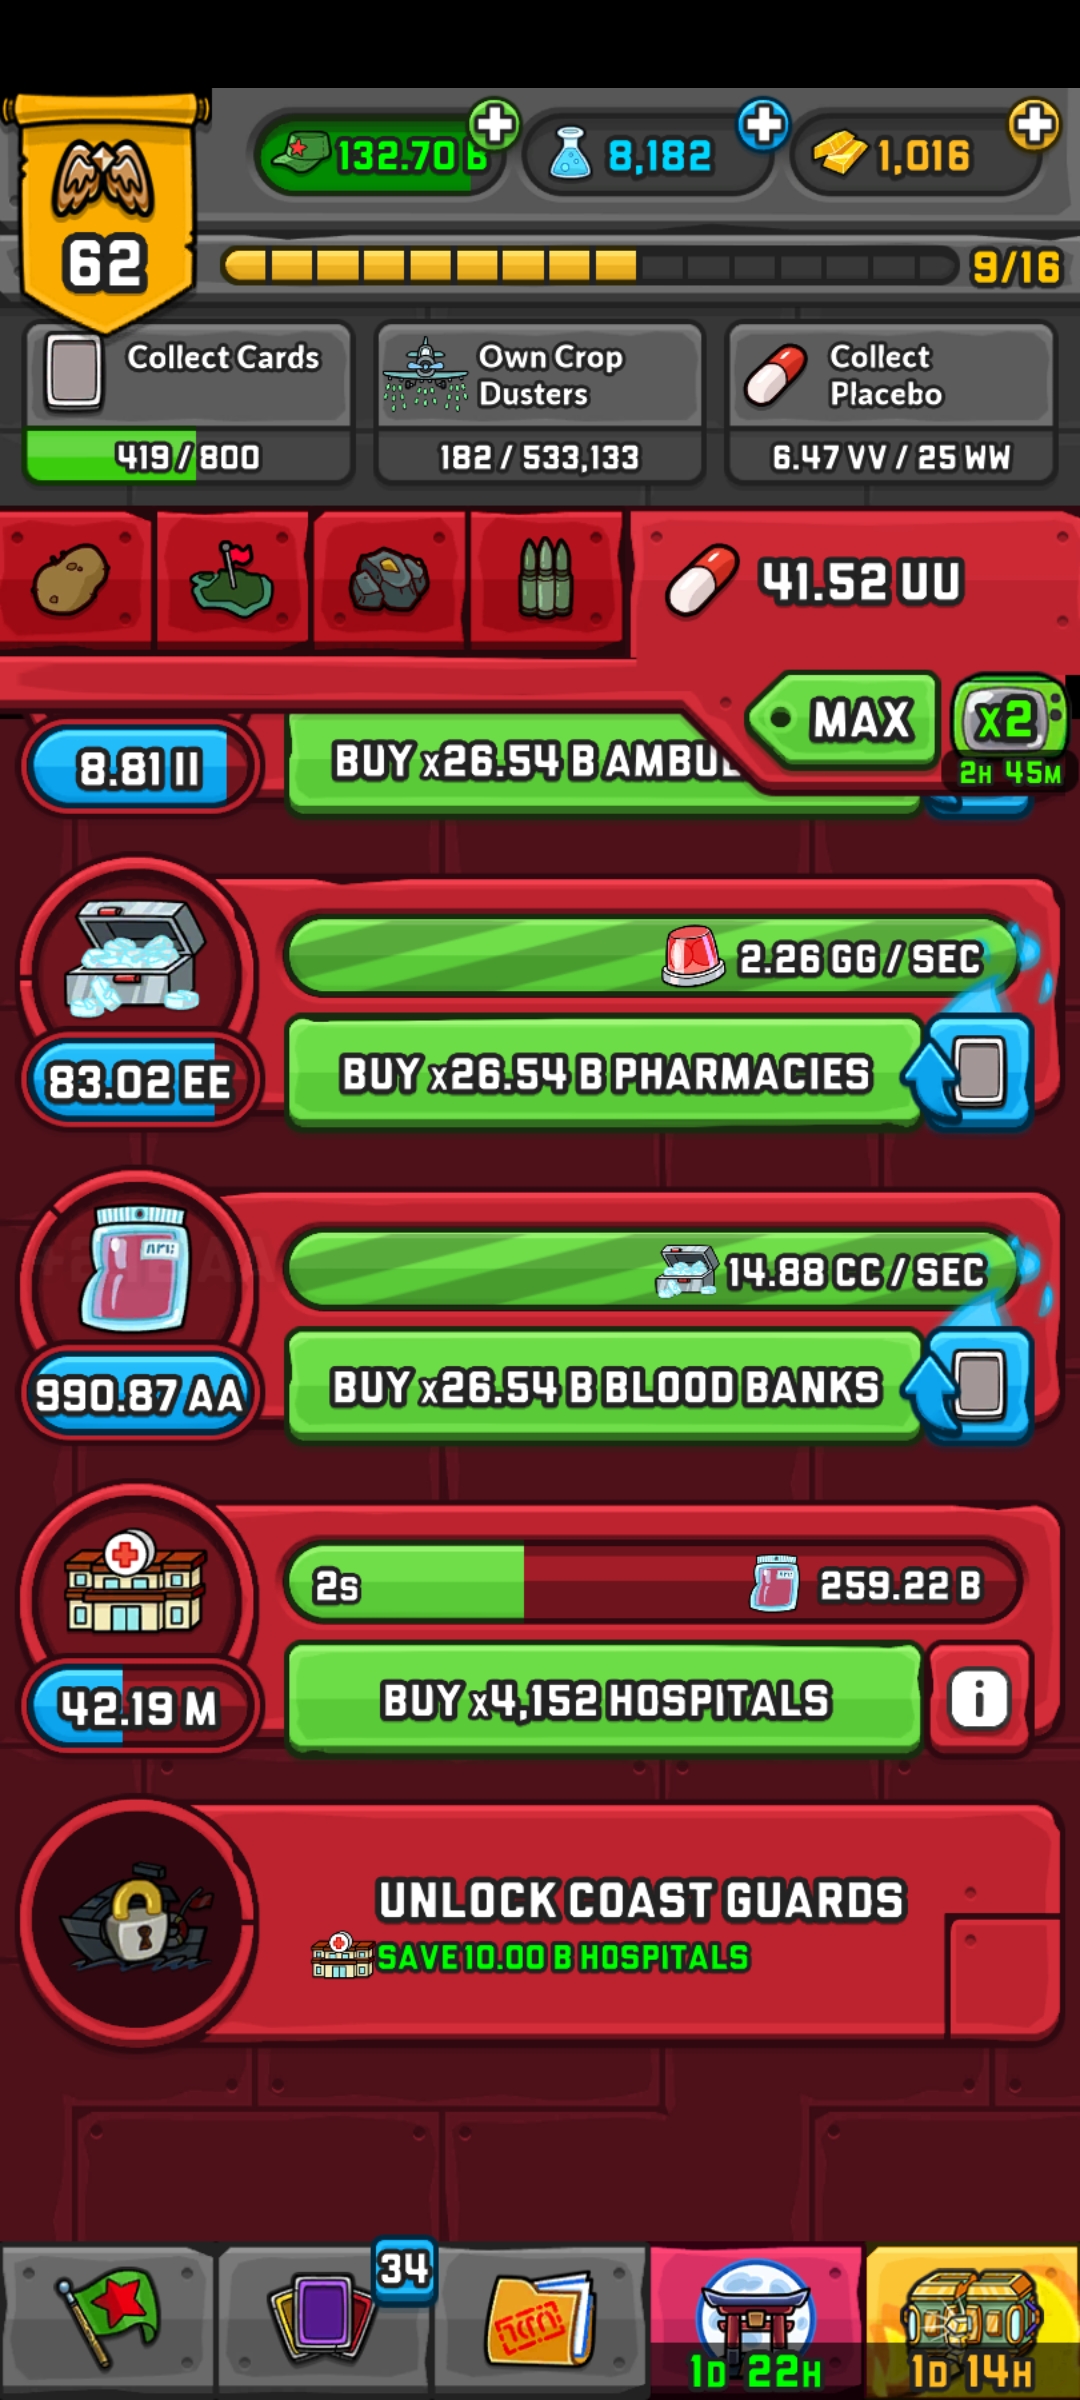 132.70 B
8,182
1,016
62
9/16
Collect Cards
419 / 800
Own Crop
Dusters
182 / 533,133
Collect
Placebo
6.47 VV / 25 WW
41.52 UU
MAX
x2
2H 45M
8.81 II
BUY x26.54 B
2.26 GG / SEC
83.02 EE
BUY x26.54 B PHARMACIES
14.88 CC / SEC
990.87 AA
BUY x26.54 B BLOOD BANKS
2s
259.22 B
42.19 M
BUY x4,152 HOSPITALS
i
UNLOCK COAST GUARDS
SAVE 10.00 B HOSPITALS
34
1D 22H
1D 14H